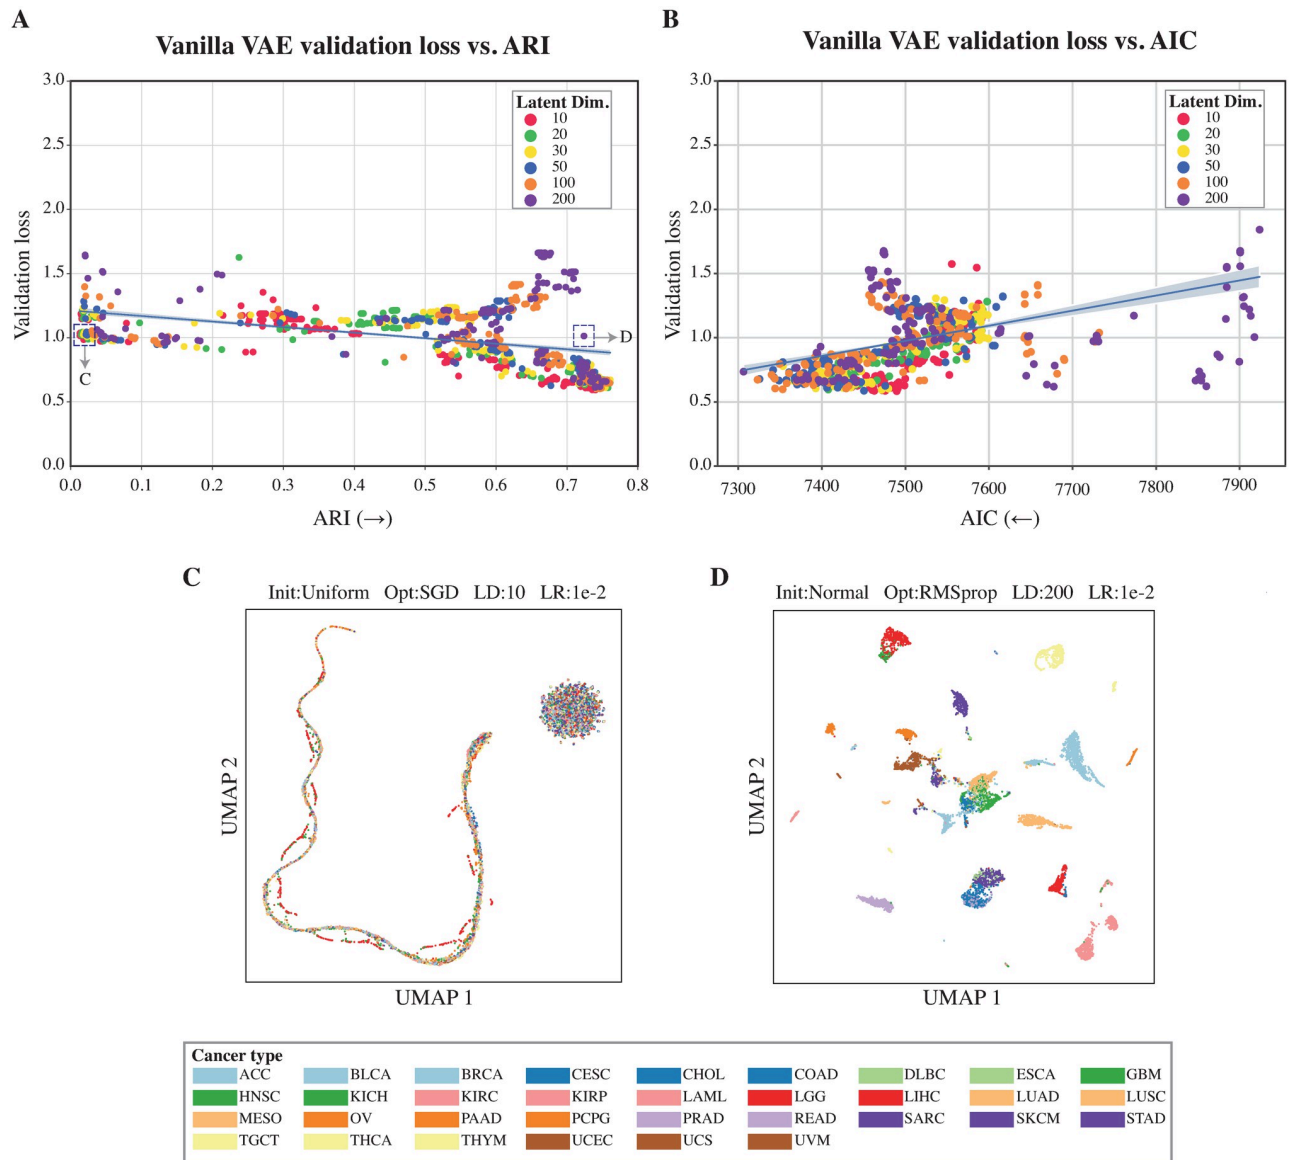 A
Vanilla VAE validation loss vs. ARI
Validation loss
3.0
2.5
2.0
1.5
1.0
0.5
0.0
Latent Dim.
10
20
30
50
100
200
C
D
0.0 0.1 0.2 0.3 0.4 0.5 0.6 0.7 0.8
ARI (→)
B
Vanilla VAE validation loss vs. AIC
Validation loss
3.0
2.5
2.0
1.5
1.0
0.5
0.0
Latent Dim.
10
20
30
50
100
200
7300 7400 7500 7600 7700 7800 7900
AIC (←)
C
Init:Uniform Opt:SGD LD:10 LR:1e-2
UMAP 2
UMAP 1
D
Init:Normal Opt:RMSprop LD:200 LR:1e-2
UMAP 2
UMAP 1
Cancer type
ACC BLCA BRCA CESC CHOL COAD DLBC ESCA GBM
HNSC KICH KIRC KIRP LAML LGG LIHC LUAD LUSC
MESO OV PAAD PCPG PRAD READ SARC SKCM STAD
TGCT THCA THYM UCEC UCS UVM